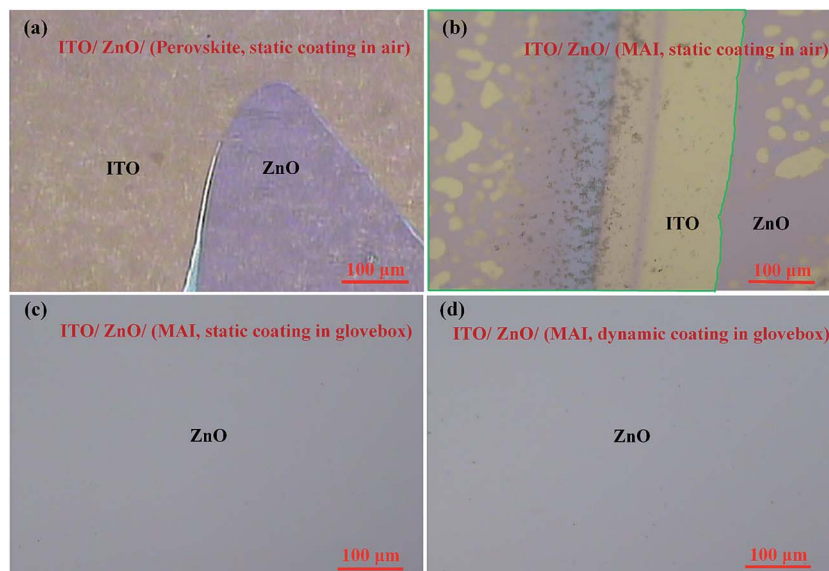 (a)
ITO/ ZnO/ (Perovskite, static coating in air)
ITO
ZnO
100 μm
(b)
ITO/ ZnO/ (MAI, static coating in air)
ITO
ZnO
100 μm
(c)
ITO/ ZnO/ (MAI, static coating in glovebox)
ZnO
100 μm
(d)
ITO/ ZnO/ (MAI, dynamic coating in glovebox)
ZnO
100 μm